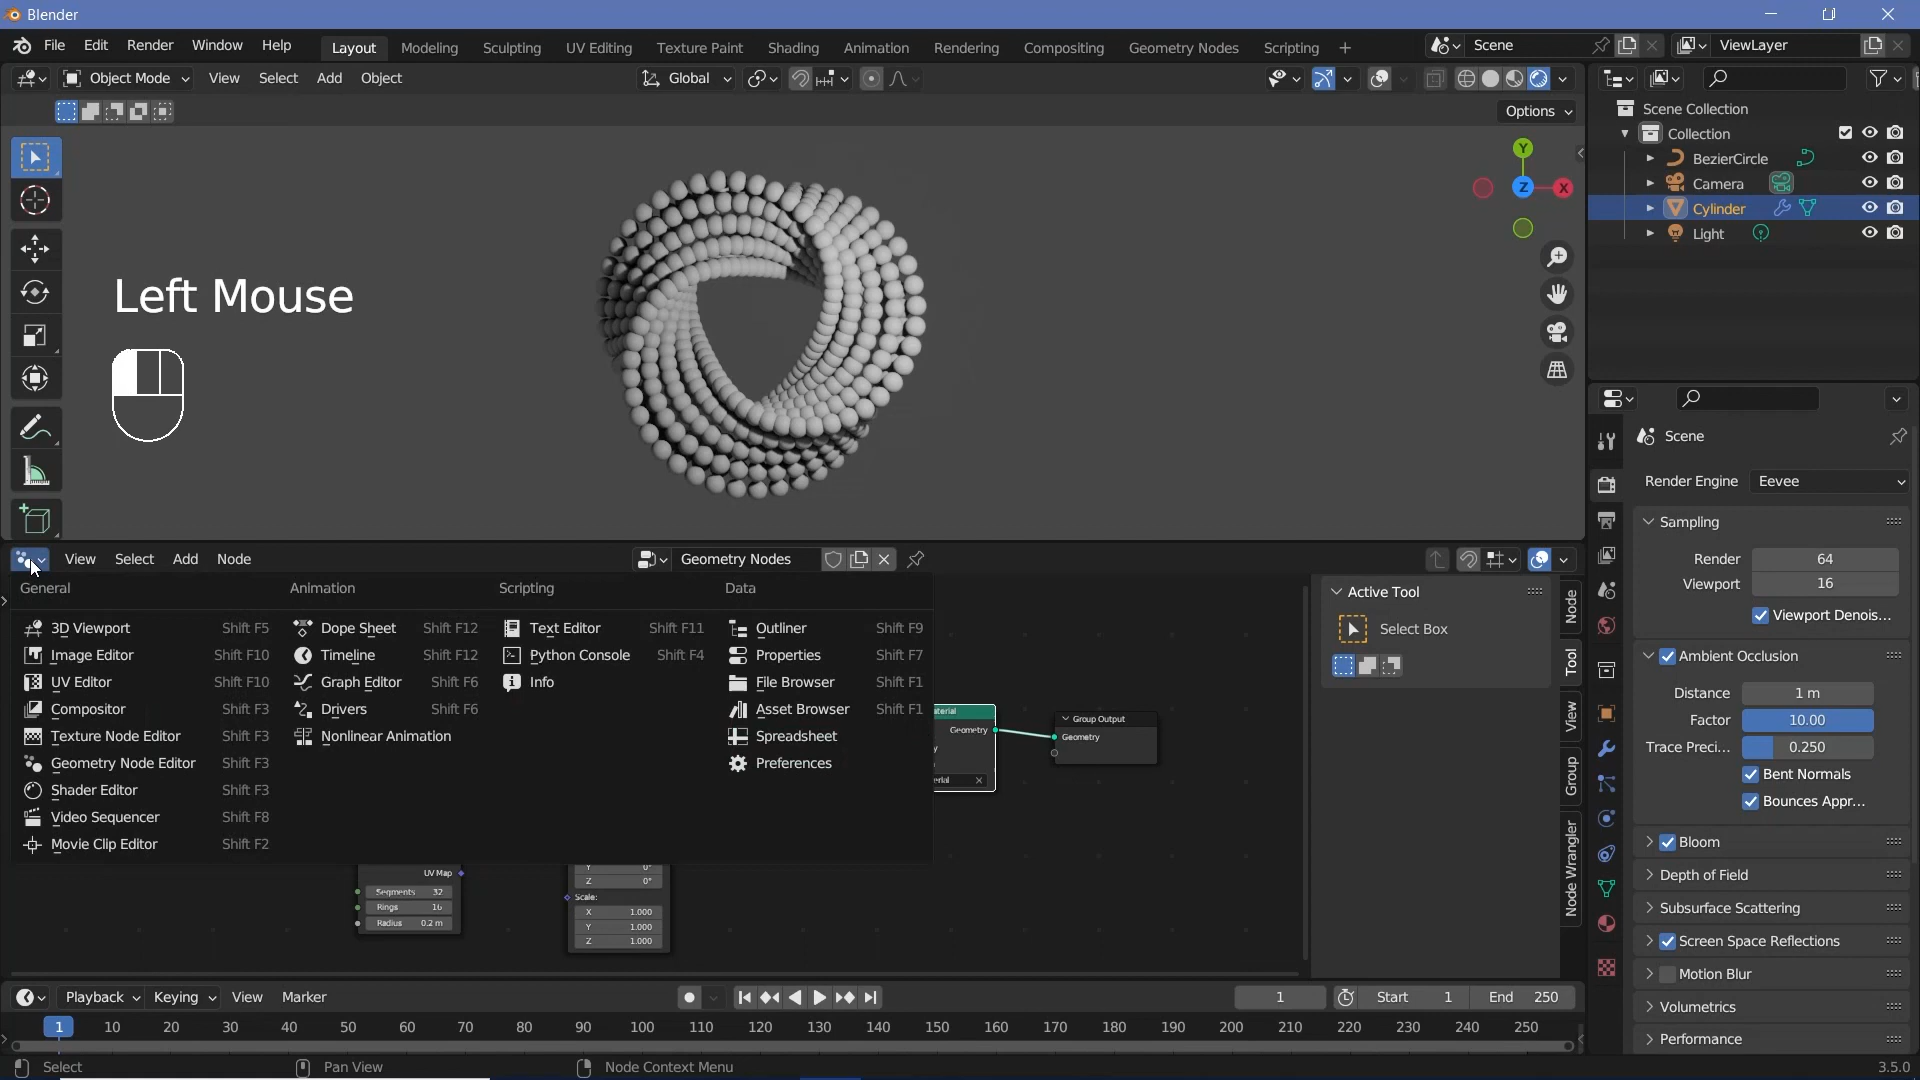 Blender
File Edit Render Window Help
Layout Modeling Sculpting UV Editing Texture Paint Shading Animation Rendering Compositing Geometry Nodes Scripting +
Scene
ViewLayer
Object Mode View Select Add Object
Global
Options
Y
Z
X
Left Mouse
Scene Collection
Collection
BezierCircle
Camera
Cylinder
Light
Scene
Render Engine Eevee
Sampling
Render 64
Viewport 16
Viewport Denois...
Ambient Occlusion
Distance 1 m
Factor 10.00
Trace Preci... 0.250
Bent Normals
Bounces Appr...
Bloom
Depth of Field
Subsurface Scattering
Screen Space Reflections
Motion Blur
Volumetrics
Performance
View Select Add Node
Geometry Nodes
General
3D Viewport Shift F5
Image Editor Shift F10
UV Editor Shift F10
Compositor Shift F3
Texture Node Editor Shift F3
Geometry Node Editor Shift F3
Shader Editor Shift F3
Video Sequencer Shift F8
Movie Clip Editor Shift F2
Animation
Dope Sheet Shift F12
Timeline Shift F12
Graph Editor Shift F6
Drivers Shift F6
Nonlinear Animation
Scripting
Text Editor Shift F11
Python Console Shift F4
Info
Data
Outliner Shift F9
Properties Shift F7
File Browser Shift F1
Asset Browser Shift F1
Spreadsheet
Preferences
aterial
Geometry
y
erial
Group Output
Geometry
Active Tool
Select Box
Node
Tool
View
Group
Node Wrangler
UV Map
Segments 32
Rings 16
Radius 0.2 m
Y 0°
Z 0°
Scale:
X 1.000
Y 1.000
Z 1.000
Playback Keying View Marker
1
Start 1
End 250
1 10 20 30 40 50 60 70 80 90 100 110 120 130 140 150 160 170 180 190 200 210 220 230 240 250
Select
Pan View
Node Context Menu
3.5.0